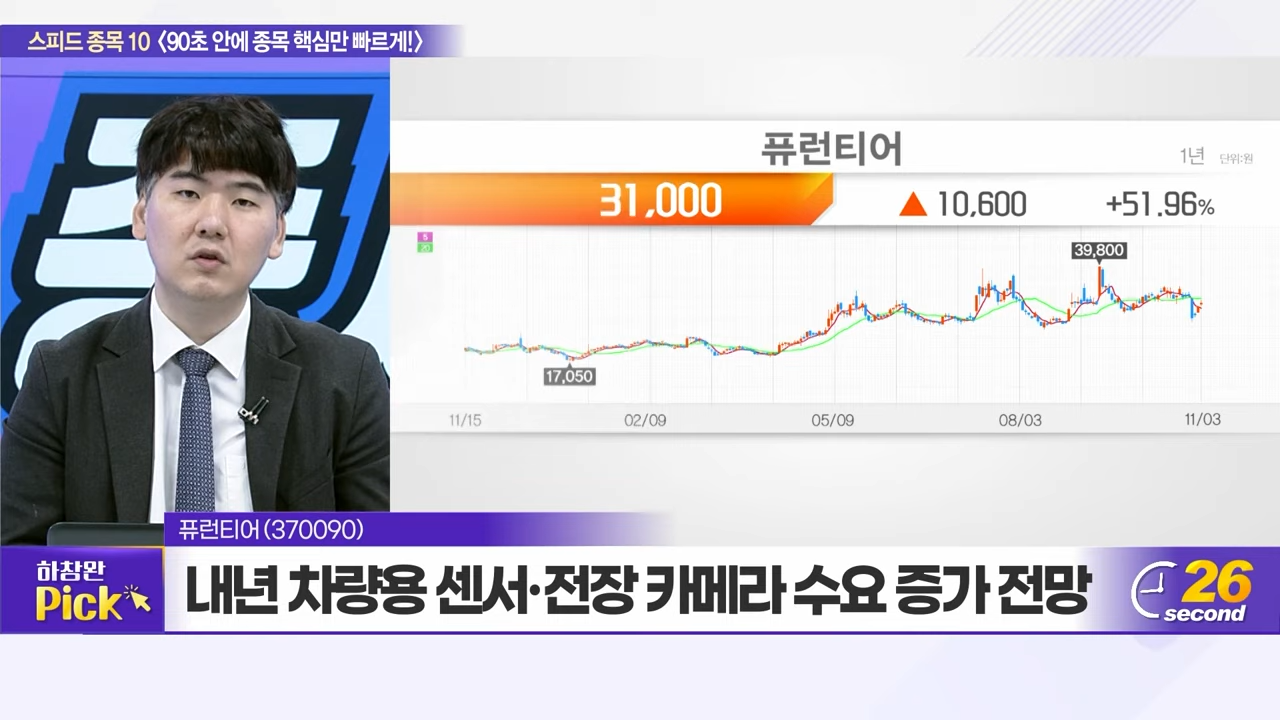 스피드 종목 10 <90초 안에 종목 핵심만 빠르게!>
퓨런티어
1년 단위:원
31,000 ▲ 10,600 +51.96%
5
20
39,800
17,050
11/15 02/09 05/09 08/03 11/03
퓨런티어(370090)
하창완
Pick
내년 차량용 센서·전장 카메라 수요 증가 전망
26
second